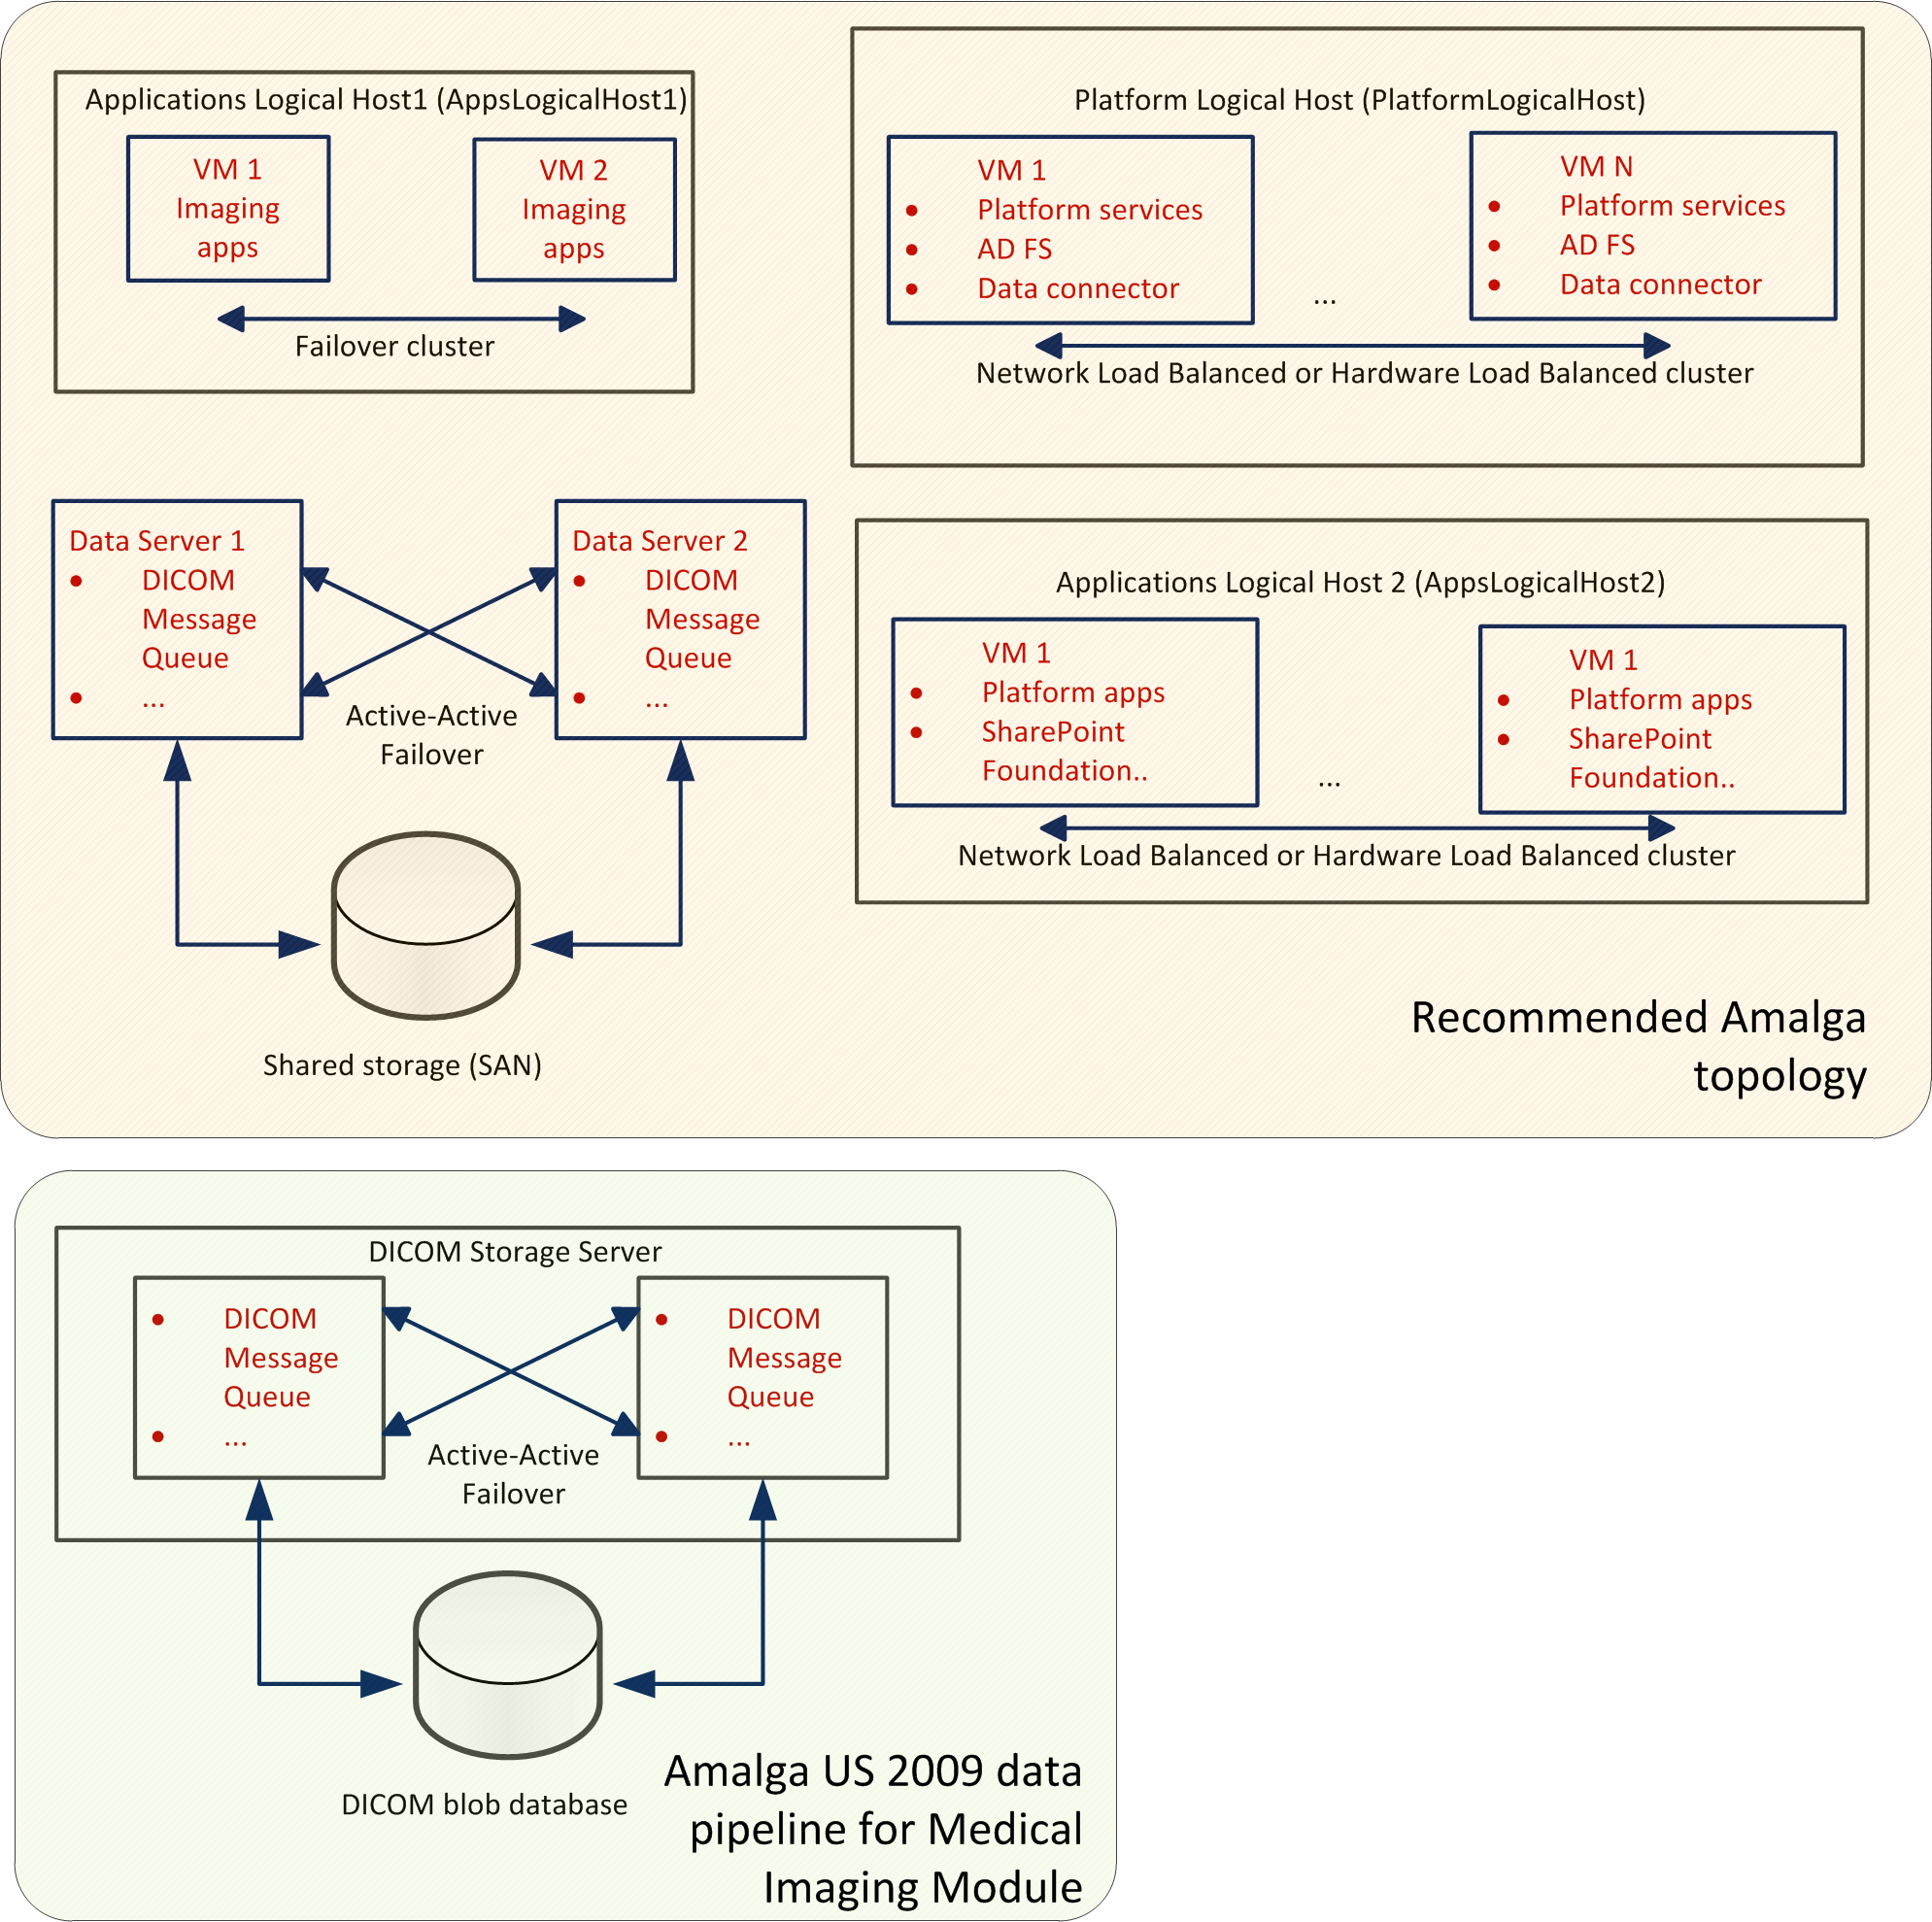 Applications Logical Host1 (AppsLogicalHost1)
VM 1
Imaging
apps
VM 2
Imaging
apps
Failover cluster
Platform Logical Host (PlatformLogicalHost)
VM 1
• Platform services
• AD FS
• Data connector
...
VM N
• Platform services
• AD FS
• Data connector
Network Load Balanced or Hardware Load Balanced cluster
Data Server 1
• DICOM
Message
Queue
• ...
Data Server 2
• DICOM
Message
Queue
• ...
Active-Active
Failover
Shared storage (SAN)
Applications Logical Host 2 (AppsLogicalHost2)
VM 1
• Platform apps
• SharePoint
Foundation..
...
VM 1
• Platform apps
• SharePoint
Foundation..
Network Load Balanced or Hardware Load Balanced cluster
Recommended Amalga
topology
DICOM Storage Server
• DICOM
Message
Queue
• ...
• DICOM
Message
Queue
• ...
Active-Active
Failover
DICOM blob database
Amalga US 2009 data
pipeline for Medical
Imaging Module